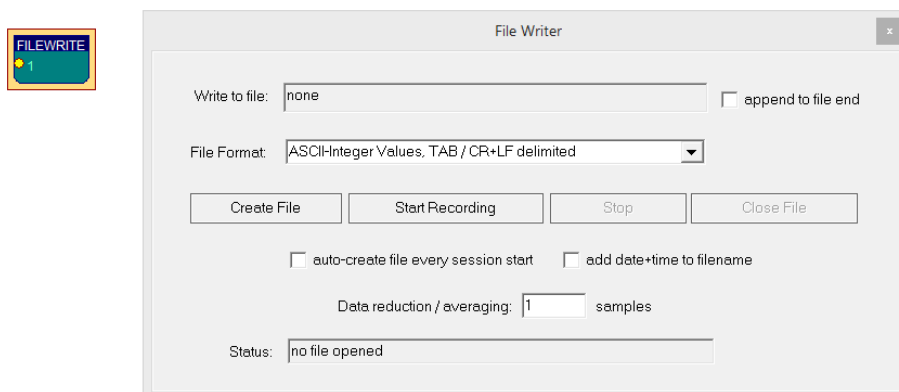 File Writer
x
FILEWRITE
1
Write to file: none append to file end
File Format: ASCII-Integer Values, TAB / CR+LF delimited
Create File Start Recording Stop Close File
auto-create file every session start add date+time to filename
Data reduction / averaging: 1 samples
Status: no file opened